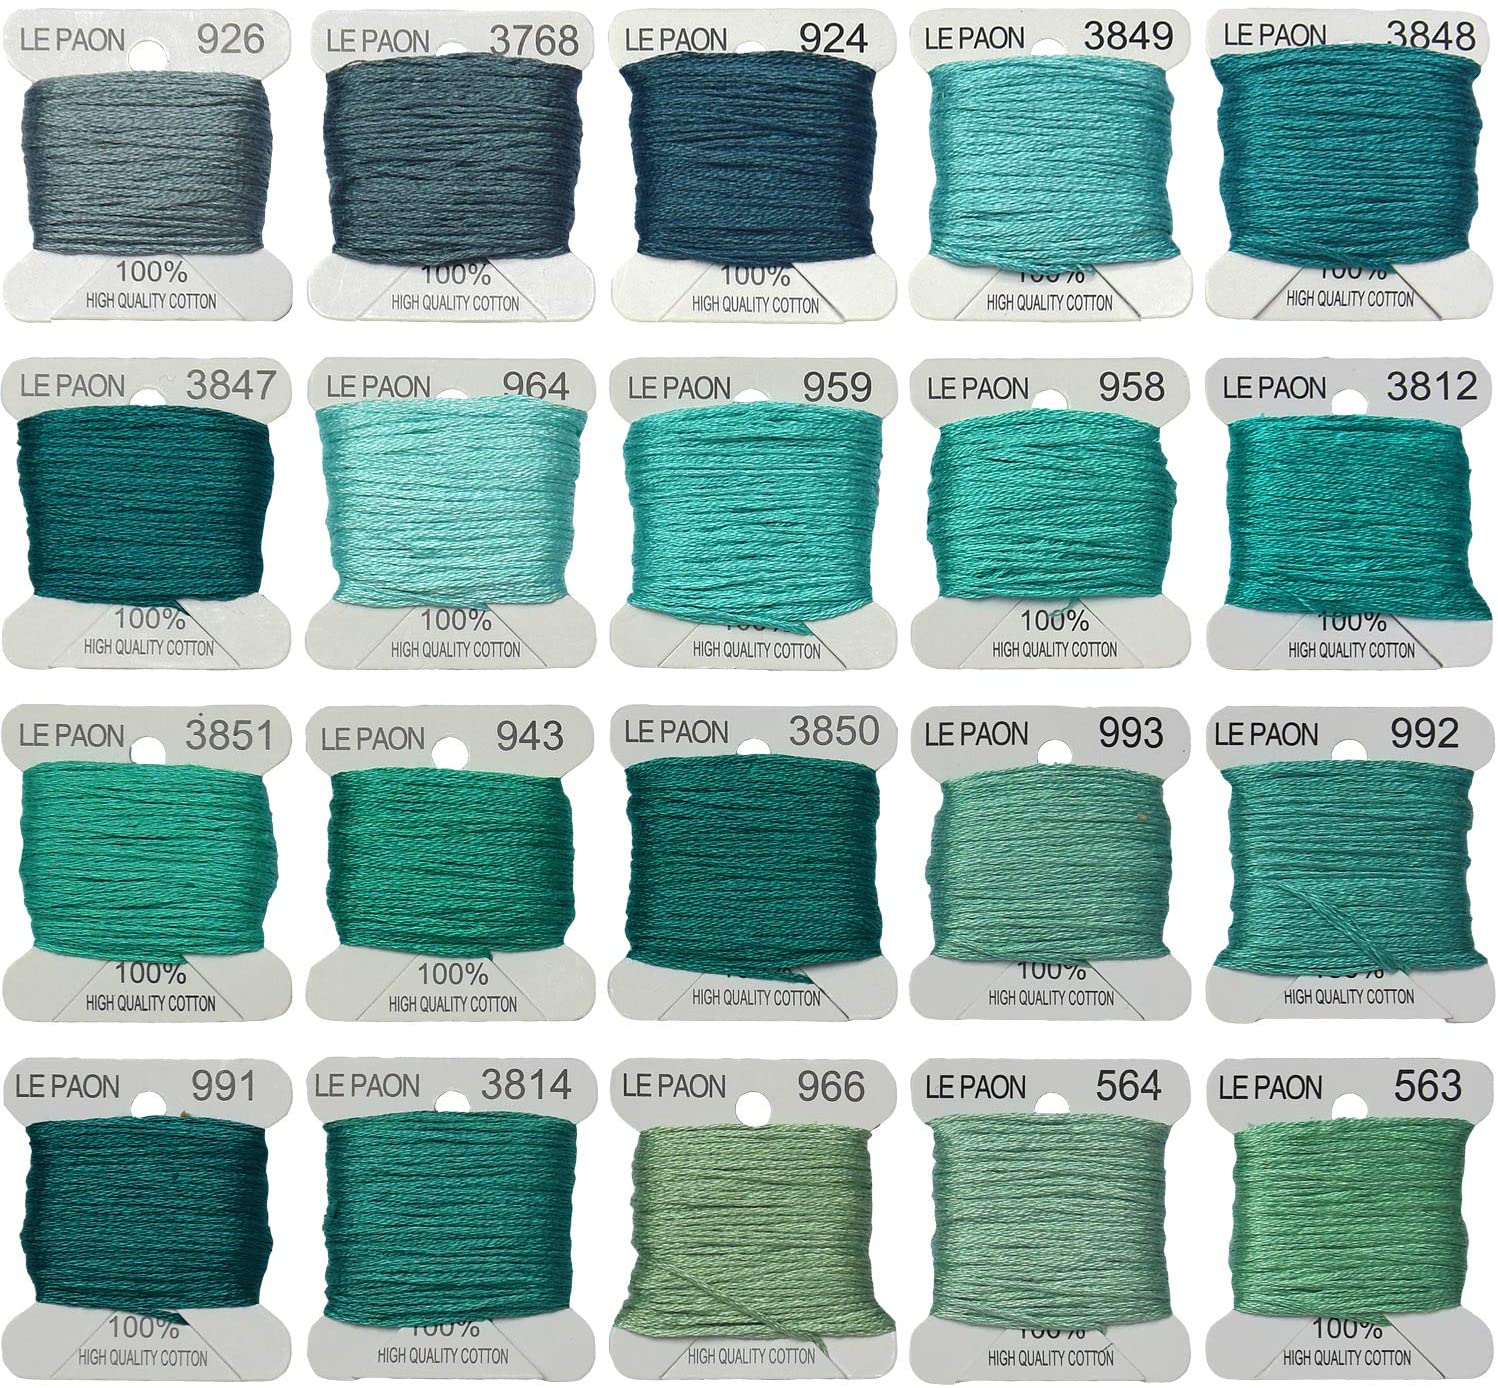 LE PAON 926
100%
HIGH QUALITY COTTON
LE PAON 3768
100%
HIGH QUALITY COTTON
LE PAON 924
100%
HIGH QUALITY COTTON
LE PAON 3849
100%
HIGH QUALITY COTTON
LE PAON 3848
100%
HIGH QUALITY COTTON
LE PAON 3847
100%
HIGH QUALITY COTTON
LE PAON 964
100%
HIGH QUALITY COTTON
LE PAON 959
100%
HIGH QUALITY COTTON
LE PAON 958
100%
HIGH QUALITY COTTON
LE PAON 3812
100%
HIGH QUALITY COTTON
LE PAON 3851
100%
HIGH QUALITY COTTON
LE PAON 943
100%
HIGH QUALITY COTTON
LE PAON 3850
100%
HIGH QUALITY COTTON
LE PAON 993
100%
HIGH QUALITY COTTON
LE PAON 992
100%
HIGH QUALITY COTTON
LE PAON 991
100%
HIGH QUALITY COTTON
LE PAON 3814
100%
HIGH QUALITY COTTON
LE PAON 966
HIGH QUALITY COTTON
LE PAON 564
100%
HIGH QUALITY COTTON
LE PAON 563
100%
HIGH QUALITY COTTON